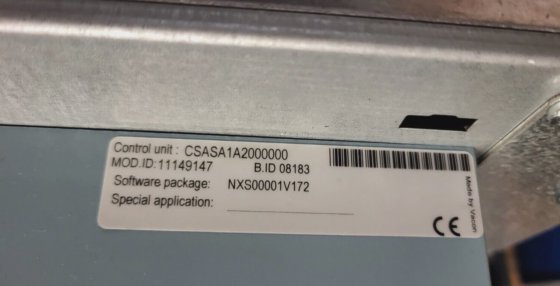 Control unit : CSASA1A2000000
MOD.ID:11149147 B.ID 08183
Software package: NXS00001V172
Special application:
Made by Vacon
CE